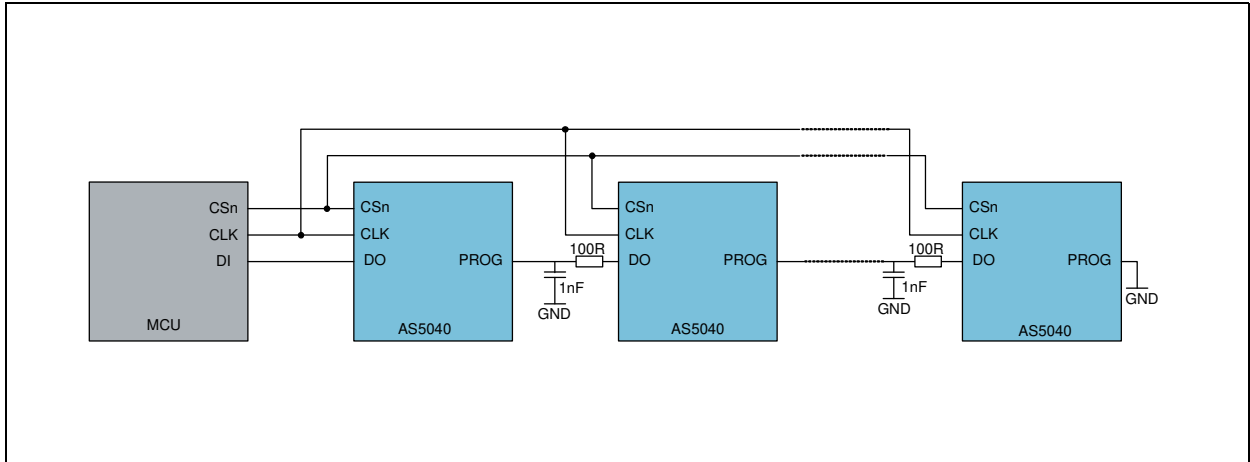 CSn
CLK
DI
MCU
CSn
CLK
DO
PROG
AS5040
100R
1nF
GND
CSn
CLK
DO
PROG
AS5040
100R
1nF
GND
CSn
CLK
DO
PROG
AS5040
GND